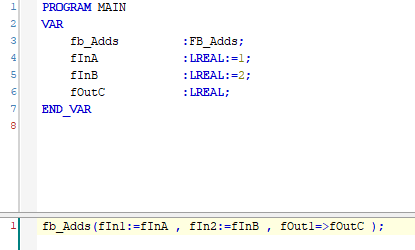 1 PROGRAM MAIN
2 VAR
3 fb_Adds :FB_Adds;
4 fInA :LREAL:=1;
5 fInB :LREAL:=2;
6 fOutC :LREAL;
7 END_VAR
8
1 fb_Adds(fIn1:=fInA , fIn2:=fInB , fOut1=>fOutC );